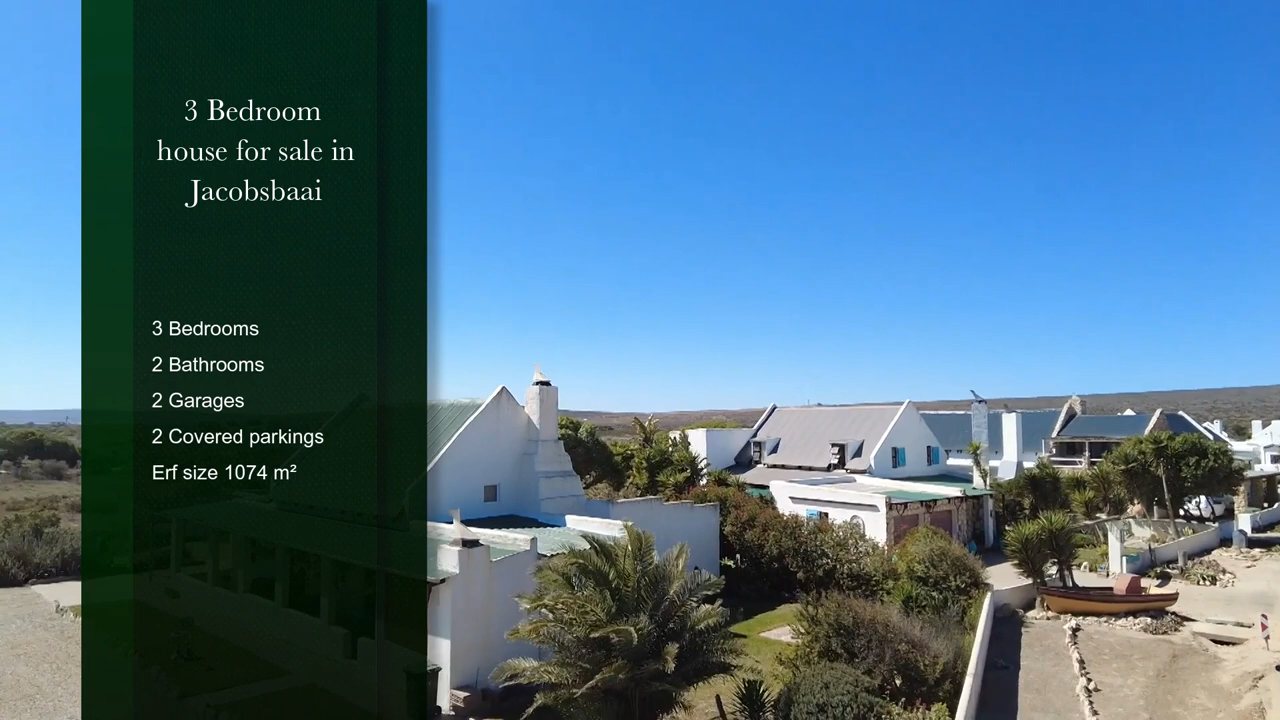 3 Bedroom
house for sale in
Jacobsbaai
3 Bedrooms
2 Bathrooms
2 Garages
2 Covered parkings
Erf size 1074 m²